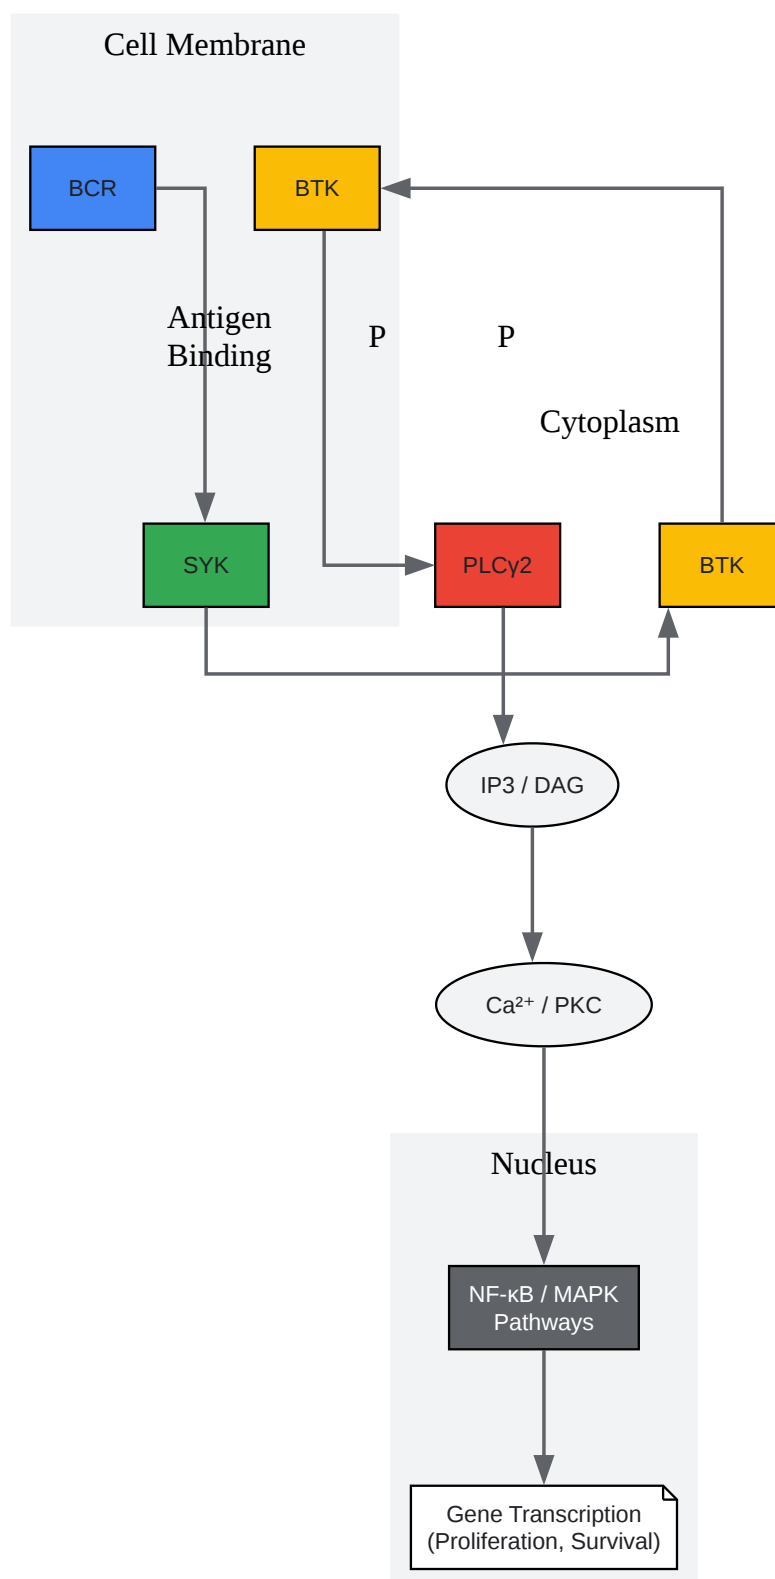 Cell Membrane
BCR
BTK
Antigen
Binding
P
P
Cytoplasm
SYK
PLCγ2
BTK
IP3 / DAG
Ca²⁺ / PKC
Nucleus
NF-κB / MAPK
Pathways
Gene Transcription
(Proliferation, Survival)